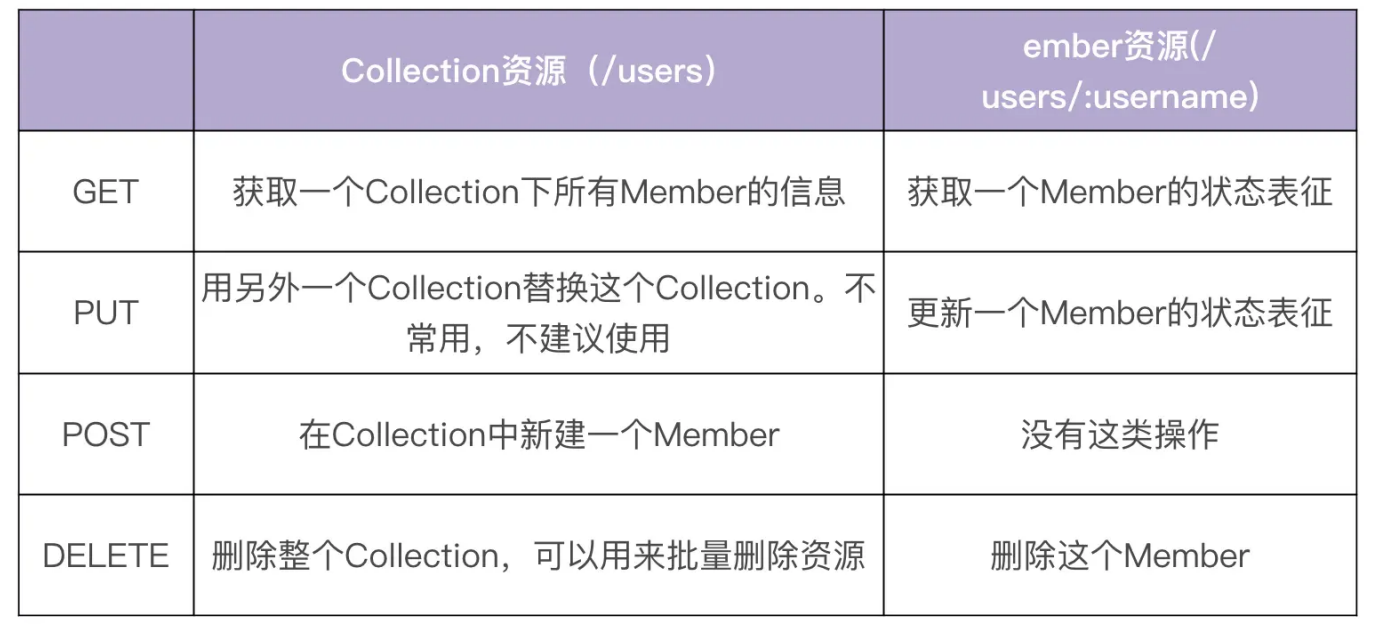 Collection资源（/users）
ember资源(/
users/:username)
GET
获取一个Collection下所有Member的信息
获取一个Member的状态表征
PUT
用另外一个Collection替换这个Collection。不
常用，不建议使用
更新一个Member的状态表征
POST
在Collection中新建一个Member
没有这类操作
DELETE
删除整个Collection，可以用来批量删除资源
删除这个Member